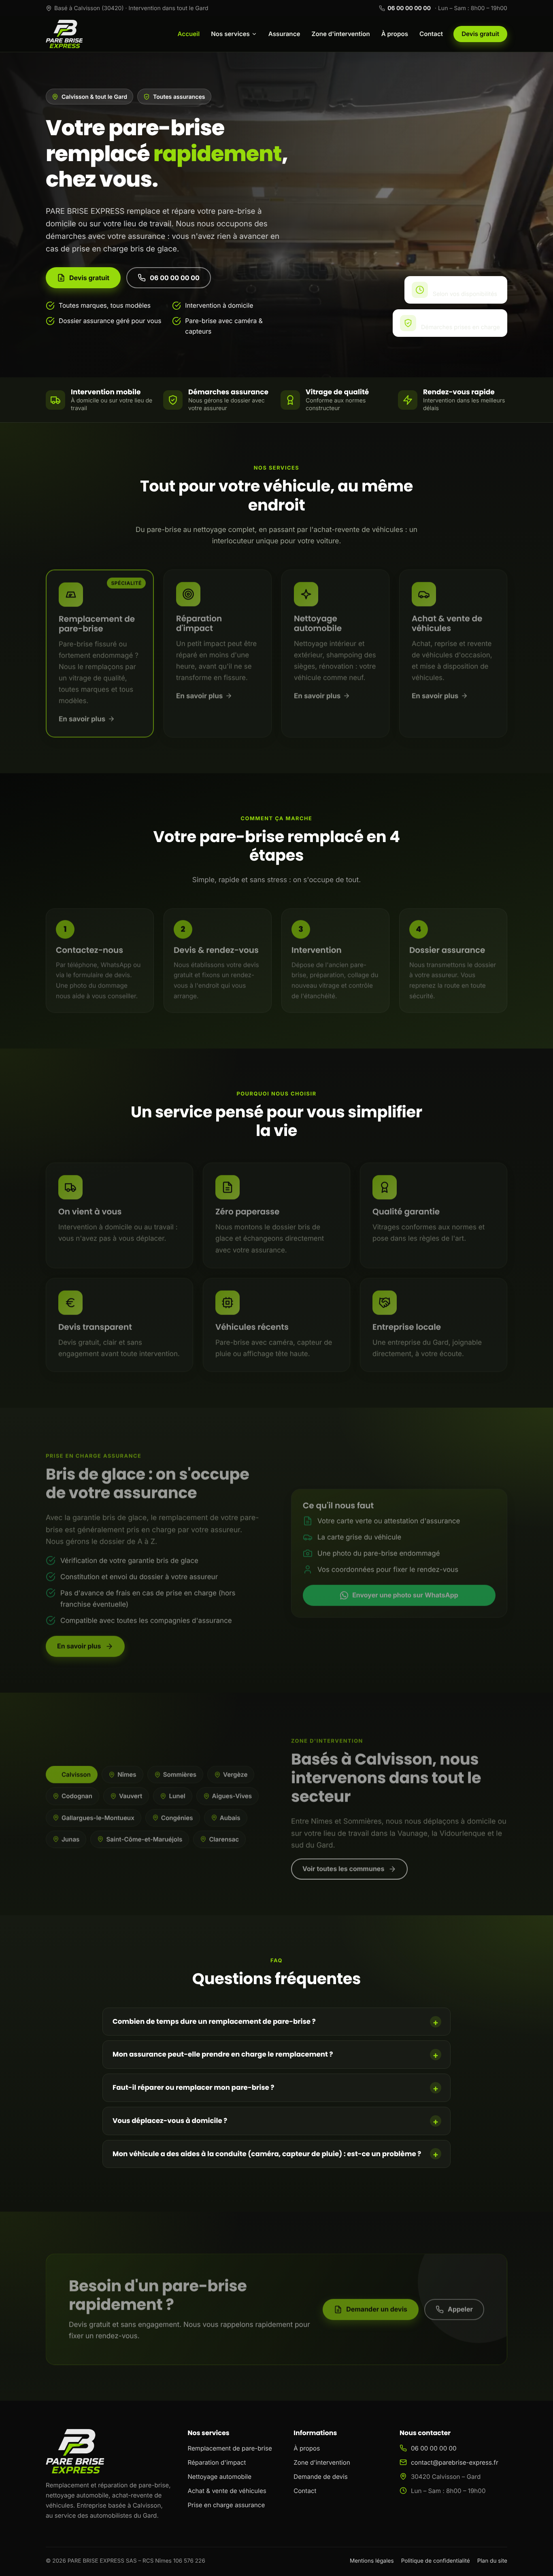 Basé à Calvisson (30420) · Intervention dans tout le Gard
06 00 00 00 00 · Lun – Sam : 8h00 – 19h00
PARE BRISE
EXPRESS
Accueil
Nos services
Assurance
Zone d'intervention
À propos
Contact
Devis gratuit
Calvisson & tout le Gard
Toutes assurances
Votre pare-brise
remplacé rapidement,
chez vous.
PARE BRISE EXPRESS remplace et répare votre pare-brise à
domicile ou sur votre lieu de travail. Nous nous occupons des
démarches avec votre assurance : vous n'avez rien à avancer en
cas de prise en charge bris de glace.
Devis gratuit
06 00 00 00 00
Toutes marques, tous modèles
Intervention à domicile
Dossier assurance géré pour vous
Pare-brise avec caméra &
capteurs
Intervention mobile
À domicile ou sur votre lieu de
travail
Démarches assurance
Nous gérons le dossier avec
votre assureur
Vitrage de qualité
Conforme aux normes
constructeur
Rendez-vous rapide
Intervention dans les meilleurs
délais
NOS SERVICES
Tout pour votre véhicule, au même
endroit
Du pare-brise au nettoyage complet, en passant par l'achat-revente de véhicules : un
interlocuteur unique pour votre voiture.
SPÉCIALITÉ
Remplacement de
pare-brise
Pare-brise fissuré ou
fortement endommagé ?
Nous le remplaçons par
un vitrage de qualité,
toutes marques et tous
modèles.
En savoir plus
Réparation
d'impact
Un petit impact peut être
réparé en moins d'une
heure, avant qu'il ne se
transforme en fissure.
En savoir plus
Nettoyage
automobile
Nettoyage intérieur et
extérieur, shampoing des
sièges, rénovation : votre
véhicule comme neuf.
En savoir plus
Achat & vente de
véhicules
Achat, reprise et revente
de véhicules d'occasion,
et mise à disposition de
véhicules.
En savoir plus
COMMENT ÇA MARCHE
Votre pare-brise remplacé en 4
étapes
Simple, rapide et sans stress : on s'occupe de tout.
1
Contactez-nous
Par téléphone, WhatsApp ou
via le formulaire de devis.
Une photo du dommage
nous aide à vous conseiller.
2
Devis & rendez-vous
Nous établissons votre devis
gratuit et fixons un rendez-
vous à l'endroit qui vous
arrange.
3
Intervention
Dépose de l'ancien pare-
brise, préparation, collage du
nouveau vitrage et contrôle
de l'étanchéité.
4
Dossier assurance
Nous transmettons le dossier
à votre assureur. Vous
reprenez la route en toute
sécurité.
POURQUOI NOUS CHOISIR
Un service pensé pour vous simplifier
la vie
On vient à vous
Intervention à domicile ou au travail :
vous n'avez pas à vous déplacer.
Zéro paperasse
Nous montons le dossier bris de
glace et échangeons directement
avec votre assurance.
Qualité garantie
Vitrages conformes aux normes et
pose dans les règles de l'art.
Devis transparent
Devis gratuit, clair et sans
engagement avant toute intervention.
Véhicules récents
Pare-brise avec caméra, capteur de
pluie ou affichage tête haute.
Entreprise locale
Une entreprise du Gard, joignable
directement, à votre écoute.
PRISE EN CHARGE ASSURANCE
Bris de glace : on s'occupe
de votre assurance
Avec la garantie bris de glace, le remplacement de votre pare-
brise est généralement pris en charge par votre assureur.
Nous gérons le dossier de A à Z.
Vérification de votre garantie bris de glace
Constitution et envoi du dossier à votre assureur
Pas d'avance de frais en cas de prise en charge (hors
franchise éventuelle)
Compatible avec toutes les compagnies d'assurance
En savoir plus
Ce qu'il nous faut
Votre carte verte ou attestation d'assurance
La carte grise du véhicule
Une photo du pare-brise endommagé
Vos coordonnées pour fixer le rendez-vous
Envoyer une photo sur WhatsApp
Calvisson
Nîmes
Sommières
Vergèze
Codognan
Vauvert
Lunel
Aigues-Vives
Gallargues-le-Montueux
Congénies
Aubais
Junas
Saint-Côme-et-Maruéjols
Clarensac
ZONE D'INTERVENTION
Basés à Calvisson, nous
intervenons dans tout le
secteur
Entre Nîmes et Sommières, nous nous déplaçons à domicile ou
sur votre lieu de travail dans la Vaunage, la Vidourlenque et le
sud du Gard.
Voir toutes les communes
FAQ
Questions fréquentes
Combien de temps dure un remplacement de pare-brise ?
Mon assurance peut-elle prendre en charge le remplacement ?
Faut-il réparer ou remplacer mon pare-brise ?
Vous déplacez-vous à domicile ?
Mon véhicule a des aides à la conduite (caméra, capteur de pluie) : est-ce un problème ?
Besoin d'un pare-brise
rapidement ?
Devis gratuit et sans engagement. Nous vous rappelons rapidement pour
fixer un rendez-vous.
Demander un devis
Appeler
PARE BRISE
EXPRESS
Remplacement et réparation de pare-brise,
nettoyage automobile, achat-revente de
véhicules. Entreprise basée à Calvisson,
au service des automobilistes du Gard.
Nos services
Remplacement de pare-brise
Réparation d'impact
Nettoyage automobile
Achat & vente de véhicules
Prise en charge assurance
Informations
À propos
Zone d'intervention
Demande de devis
Contact
Nous contacter
06 00 00 00 00
contact@parebrise-express.fr
30420 Calvisson – Gard
Lun – Sam : 8h00 – 19h00
© 2026 PARE BRISE EXPRESS SAS – RCS Nîmes 106 576 226
Mentions légales
Politique de confidentialité
Plan du site